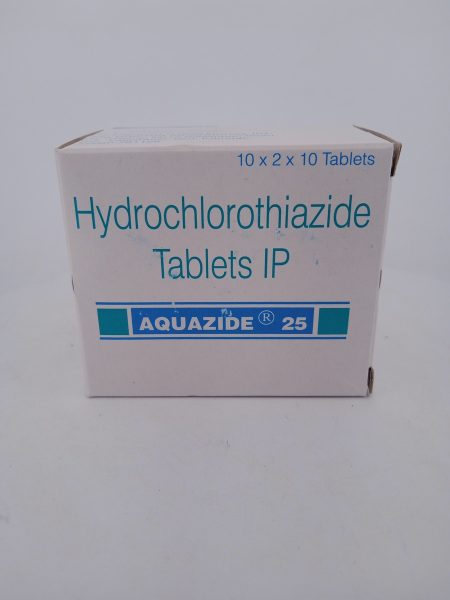 10 x 2 x 10 Tablets
Hydrochlorothiazide
Tablets IP
AQUAZIDE® 25